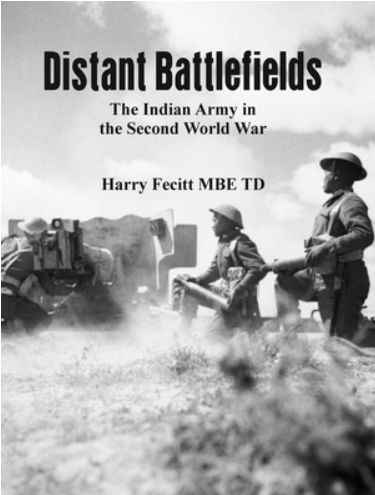 Distant Battlefields
The Indian Army in
the Second World War
Harry Fecitt MBE TD